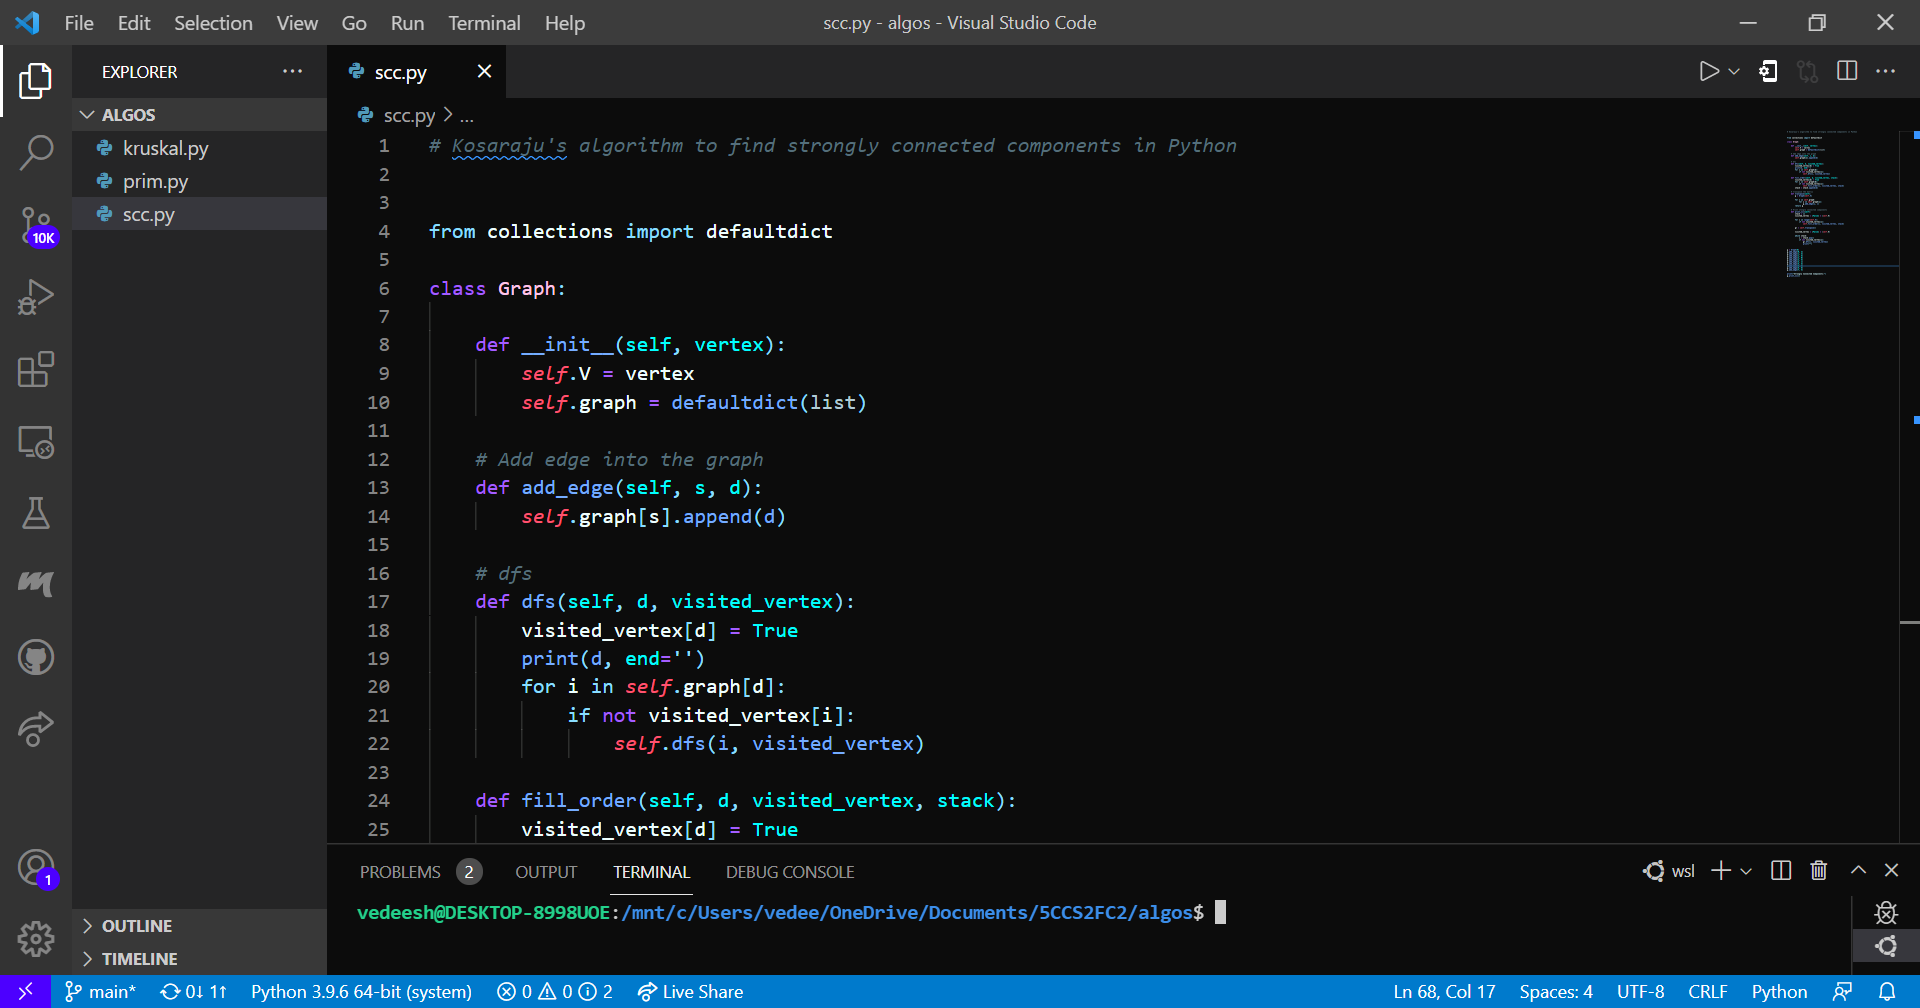 File Edit Selection View Go Run Terminal Help scc.py - algos - Visual Studio Code
EXPLORER
ALGOS
kruskal.py
prim.py
scc.py
OUTLINE
TIMELINE
10K
1
scc.py
scc.py > ...
1 # Kosaraju's algorithm to find strongly connected components in Python
2
3
4 from collections import defaultdict
5
6 class Graph:
7
8     def __init__(self, vertex):
9         self.V = vertex
10         self.graph = defaultdict(list)
11
12     # Add edge into the graph
13     def add_edge(self, s, d):
14         self.graph[s].append(d)
15
16     # dfs
17     def dfs(self, d, visited_vertex):
18         visited_vertex[d] = True
19         print(d, end='')
20         for i in self.graph[d]:
21             if not visited_vertex[i]:
22                 self.dfs(i, visited_vertex)
23
24     def fill_order(self, d, visited_vertex, stack):
25         visited_vertex[d] = True
PROBLEMS 2 OUTPUT TERMINAL DEBUG CONSOLE wsl
vedeesh@DESKTOP-8998UOE:/mnt/c/Users/vedee/OneDrive/Documents/5CCS2FC2/algos$
main* 0↓ 1↑ Python 3.9.6 64-bit (system) 0 0 2 Live Share Ln 68, Col 17 Spaces: 4 UTF-8 CRLF Python